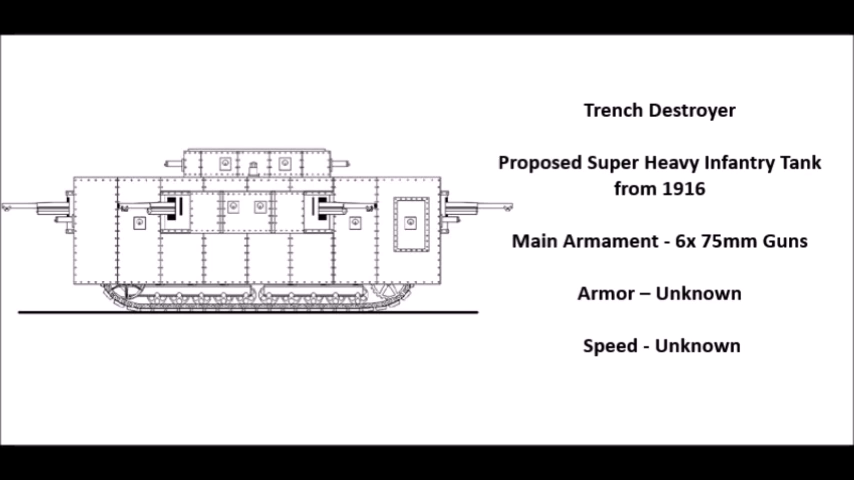 Trench Destroyer
Proposed Super Heavy Infantry Tank
from 1916
Main Armament - 6x 75mm Guns
Armor – Unknown
Speed - Unknown